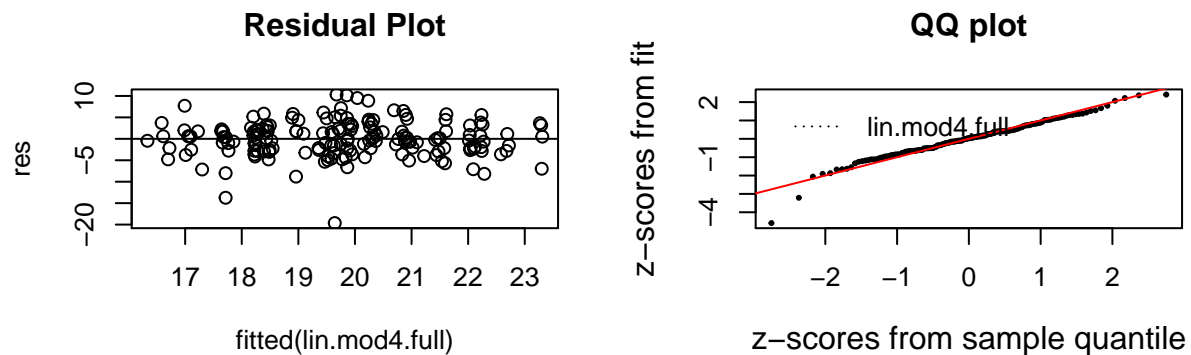 Residual Plot
res
10
−5
−20
17 18 19 20 21 22 23
fitted(lin.mod4.full)
QQ plot
z−scores from fit
2
−1
−4
lin.mod4.full
−2 −1 0 1 2
z−scores from sample quantile